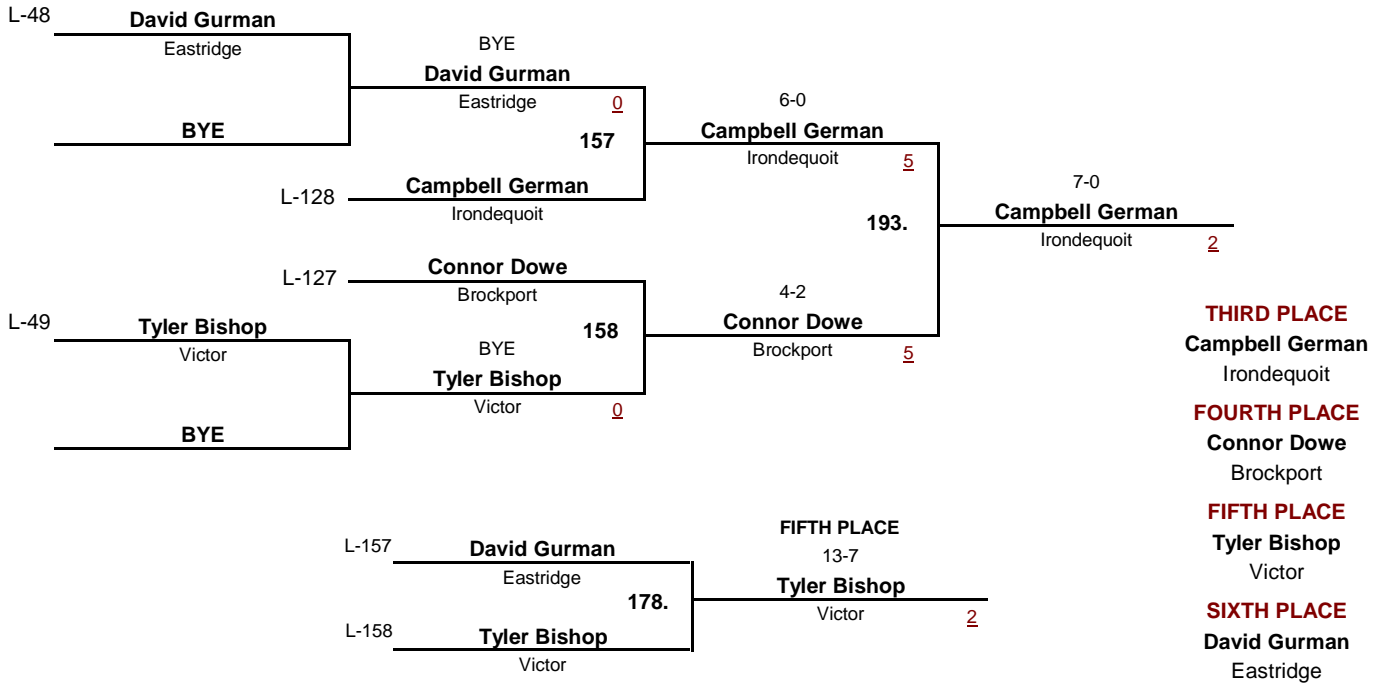 L-48
David Gurman
Eastridge
BYE
BYE
David Gurman
Eastridge
0
157
L-128
Campbell German
Irondequoit
6-0
Campbell German
Irondequoit
5
193.
7-0
Campbell German
Irondequoit
2
L-127
Connor Dowe
Brockport
L-49
Tyler Bishop
Victor
BYE
158
BYE
Tyler Bishop
Victor
0
4-2
Connor Dowe
Brockport
5
THIRD PLACE
Campbell German
Irondequoit
FOURTH PLACE
Connor Dowe
Brockport
FIFTH PLACE
Tyler Bishop
Victor
SIXTH PLACE
David Gurman
Eastridge
L-157
David Gurman
Eastridge
178.
L-158
Tyler Bishop
Victor
FIFTH PLACE
13-7
Tyler Bishop
Victor
2